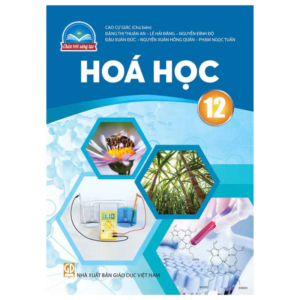 Chân trời sáng tạo
CAO CỰ GIÁC (Chủ biên)
ĐẶNG THỊ THUẬN AN - LÊ HẢI ĐĂNG - NGUYỄN ĐÌNH ĐỘ
ĐẬU XUÂN ĐỨC - NGUYỄN XUÂN HỒNG QUÂN - PHẠM NGỌC TUẤN
HOÁ HỌC
12
NHÀ XUẤT BẢN GIÁO DỤC VIỆT NAM